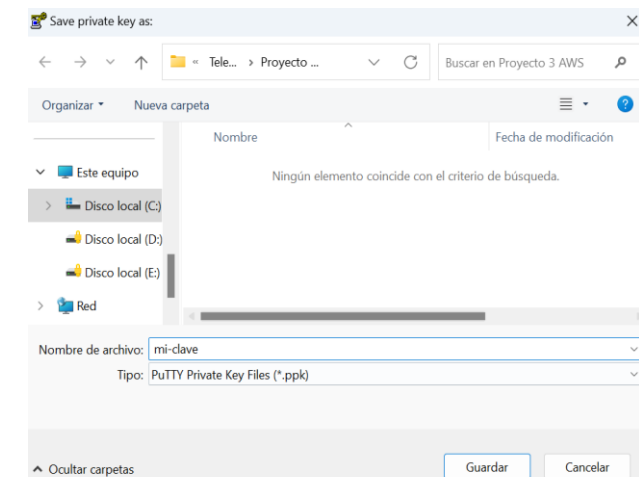 Save private key as:
« Tele... > Proyecto ...
Buscar en Proyecto 3 AWS
Organizar
Nueva carpeta
Nombre
Fecha de modificación
Ningún elemento coincide con el criterio de búsqueda.
Este equipo
Disco local (C:)
Disco local (D:)
Disco local (E:)
Red
Nombre de archivo: mi-clave
Tipo: PuTTY Private Key Files (*.ppk)
Ocultar carpetas
Guardar
Cancelar